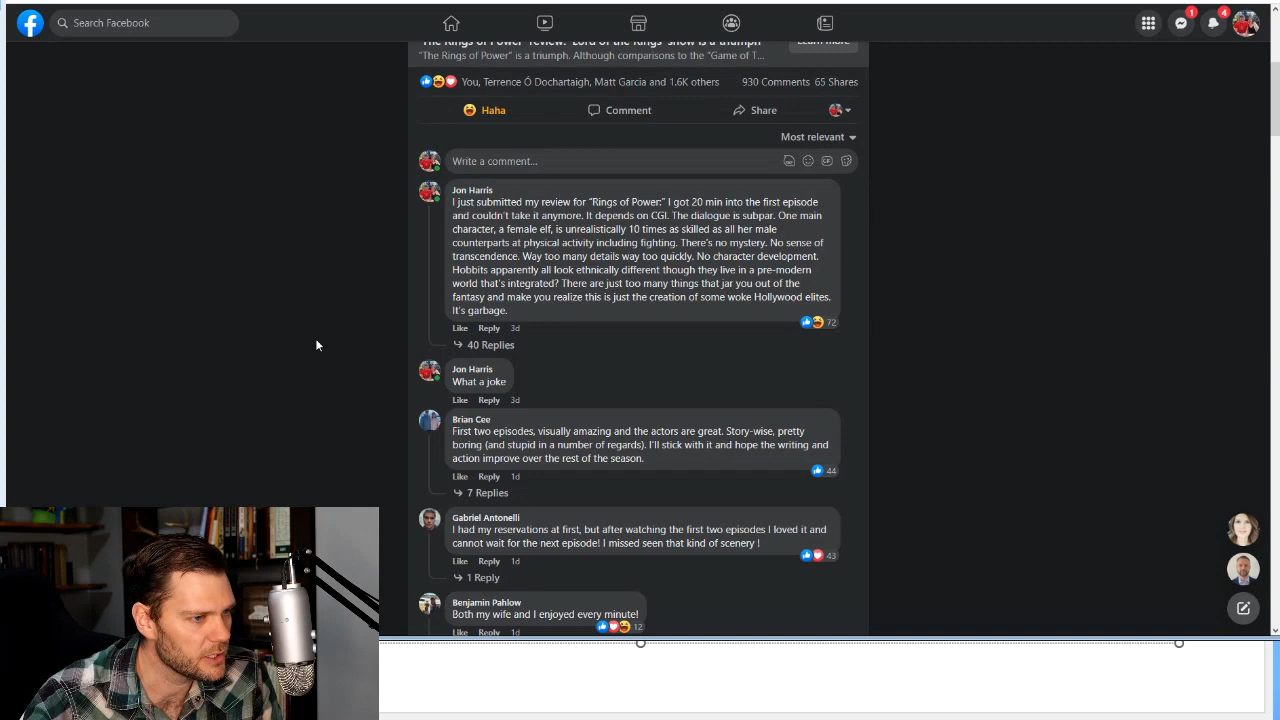 Search Facebook
1
4
"The Rings of Power" review: "Lord of the Rings" show is a triumph
Learn more
"The Rings of Power" is a triumph. Although comparisons to the "Game of T...
You, Terrence Ó Dochartaigh, Matt Garcia and 1.6K others
930 Comments 65 Shares
Haha
Comment
Share
Most relevant
Write a comment...
GIF
Jon Harris
I just submitted my review for “Rings of Power:” I got 20 min into the first episode
and couldn’t take it anymore. It depends on CGI. The dialogue is subpar. One main
character, a female elf, is unrealistically 10 times as skilled as all her male
counterparts at physical activity including fighting. There’s no mystery. No sense of
transcendence. Way too many details way too quickly. No character development.
Hobbits apparently all look ethnically different though they live in a pre-modern
world that’s integrated? There are just too many things that jar you out of the
fantasy and make you realize this is just the creation of some woke Hollywood elites.
It’s garbage.
72
Like Reply 3d
40 Replies
Jon Harris
What a joke
Like Reply 3d
Brian Cee
First two episodes, visually amazing and the actors are great. Story-wise, pretty
boring (and stupid in a number of regards). I’ll stick with it and hope the writing and
action improve over the rest of the season.
44
Like Reply 1d
7 Replies
Gabriel Antonelli
I had my reservations at first, but after watching the first two episodes I loved it and
cannot wait for the next episode! I missed seen that kind of scenery !
43
Like Reply 1d
1 Reply
Benjamin Pahlow
Both my wife and I enjoyed every minute!
12
Like Reply 1d